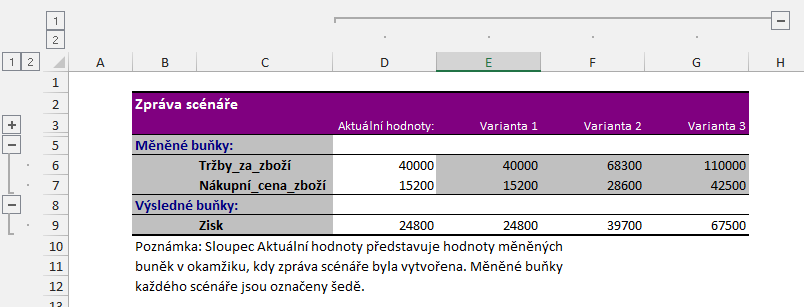 1
2
1 2 A B C D E F G H
1
2 Zpráva scénáře
3 Aktuální hodnoty: Varianta 1 Varianta 2 Varianta 3
5 Měněné buňky:
6 Tržby_za_zboží 40000 40000 68300 110000
7 Nákupní_cena_zboží 15200 15200 28600 42500
8 Výsledné buňky:
9 Zisk 24800 24800 39700 67500
10 Poznámka: Sloupec Aktuální hodnoty představuje hodnoty měněných
11 buněk v okamžiku, kdy zpráva scénáře byla vytvořena. Měněné buňky
12 každého scénáře jsou označeny šedě.
13